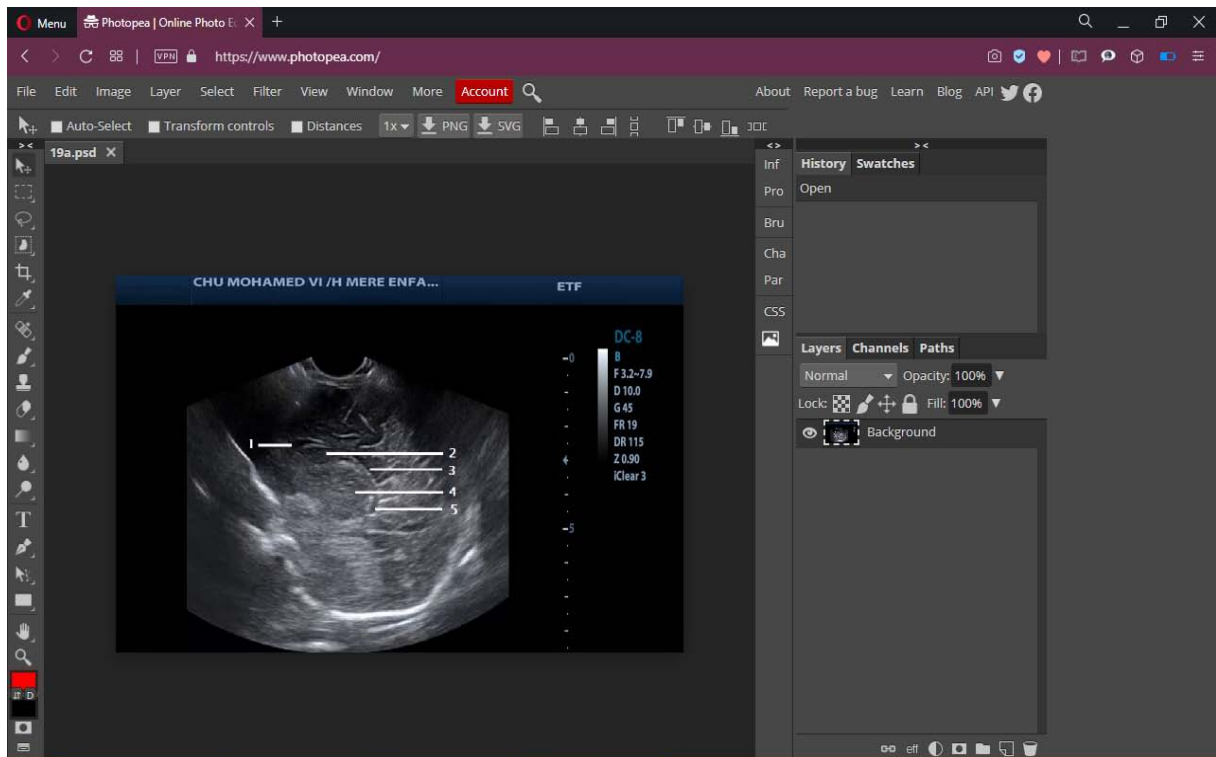 Menu Photopea | Online Photo Ec
VPN https://www.photopea.com/
File Edit Image Layer Select Filter View Window More Account About Report a bug Learn Blog API
Auto-Select Transform controls Distances 1x PNG SVG
19a.psd
Inf
Pro
Bru
Cha
Par
CSS
History Swatches
Open
CHU MOHAMED VI /H MERE ENFA... ETF
DC-8
B
F 3.2~7.9
D 10.0
G 45
FR 19
DR 115
Z 0.90
iClear 3
0
5
1
2
3
4
5
Layers Channels Paths
Normal Opacity: 100%
Lock: Fill: 100%
Background
D
eff